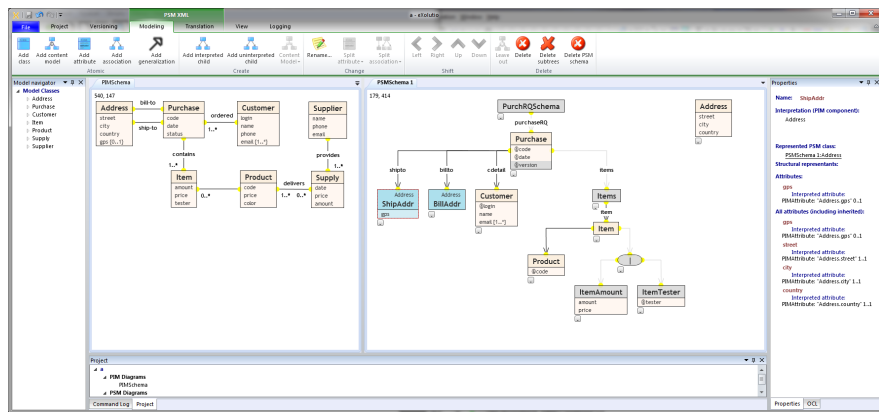 PSM XML
a - eXolutio
File Project Versioning Modeling Translation View Logging
Add class
Add content model
Add attribute
Add association
Add generalization
Add interpreted child
Add uninterpreted child
Content Model
Rename...
Split attribute
Split association
Left
Right
Up
Down
Leave out
Delete
Delete subtrees
Delete PSM schema
Atoms
Create
Change
Shift
Delete
Model navigator
Model Classes
Address
Purchase
Customer
Item
Product
Supply
Supplier
PIMSchema
540, 147
Address
street
city
country
gps [0..1]
bill-to
ship-to
Purchase
code
date
status
ordered
1..*
Customer
login
name
phone
email [1..*]
Supplier
name
phone
email
contains
1..*
provides
1..*
Item
amount
price
tester
0..*
Product
code
price
color
delivers
1..* 0..*
Supply
date
price
amount
PSMSchema 1
179, 414
PurchRQSchema
purchaseRQ
Purchase
@code
@date
@version
Address
street
city
country
shipto
billto
cdetail
items
Address
ShipAddr
gps
Address
BillAddr
Customer
@login
name
email [1..*]
Items
item
Item
Product
@code
|
ItemAmount
amount
price
ItemTester
@tester
Properties
Name: ShipAddr
Interpretation (PIM component):
Address
Represented PSM class:
PSMSchema 1:Address
Structural representants:
Attributes:
gps
Interpreted attribute:
PIMAttribute: 'Address.gps' 0..1
All attributes (including inherited):
gps
Interpreted attribute:
PIMAttribute: 'Address.gps' 0..1
street
Interpreted attribute:
PIMAttribute: 'Address.street' 1..1
city
Interpreted attribute:
PIMAttribute: 'Address.city' 1..1
country
Interpreted attribute:
PIMAttribute: 'Address.country' 1..1
Project
a
PIM Diagrams
PIMSchema
PSM Diagrams
Command Log Project
Properties OCL